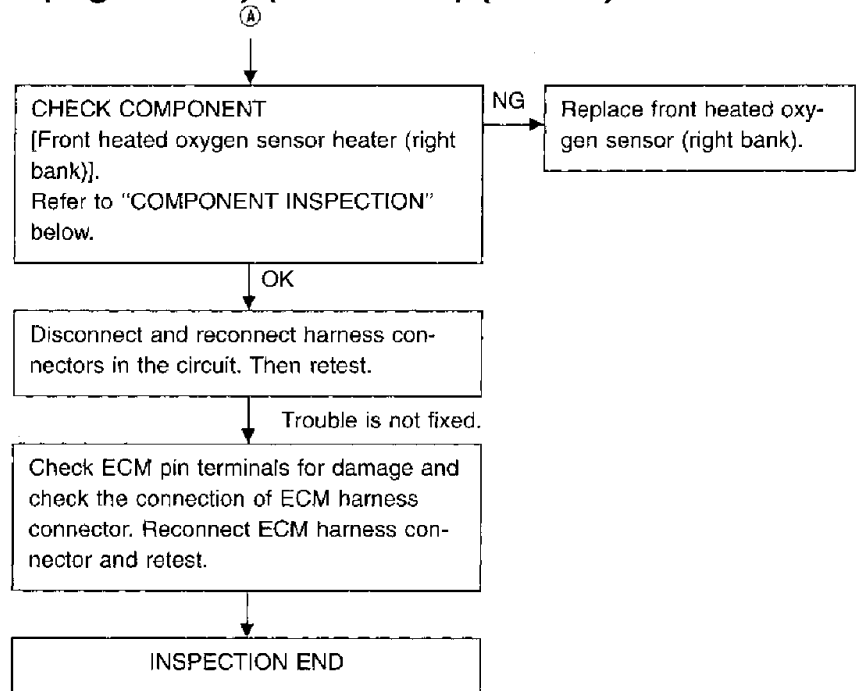 Ⓐ
CHECK COMPONENT
[Front heated oxygen sensor heater (right
bank)].
Refer to "COMPONENT INSPECTION"
below.
NG
Replace front heated oxy-
gen sensor (right bank).
OK
Disconnect and reconnect harness con-
nectors in the circuit. Then retest.
Trouble is not fixed.
Check ECM pin terminals for damage and
check the connection of ECM harness
connector. Reconnect ECM harness con-
nector and retest.
INSPECTION END